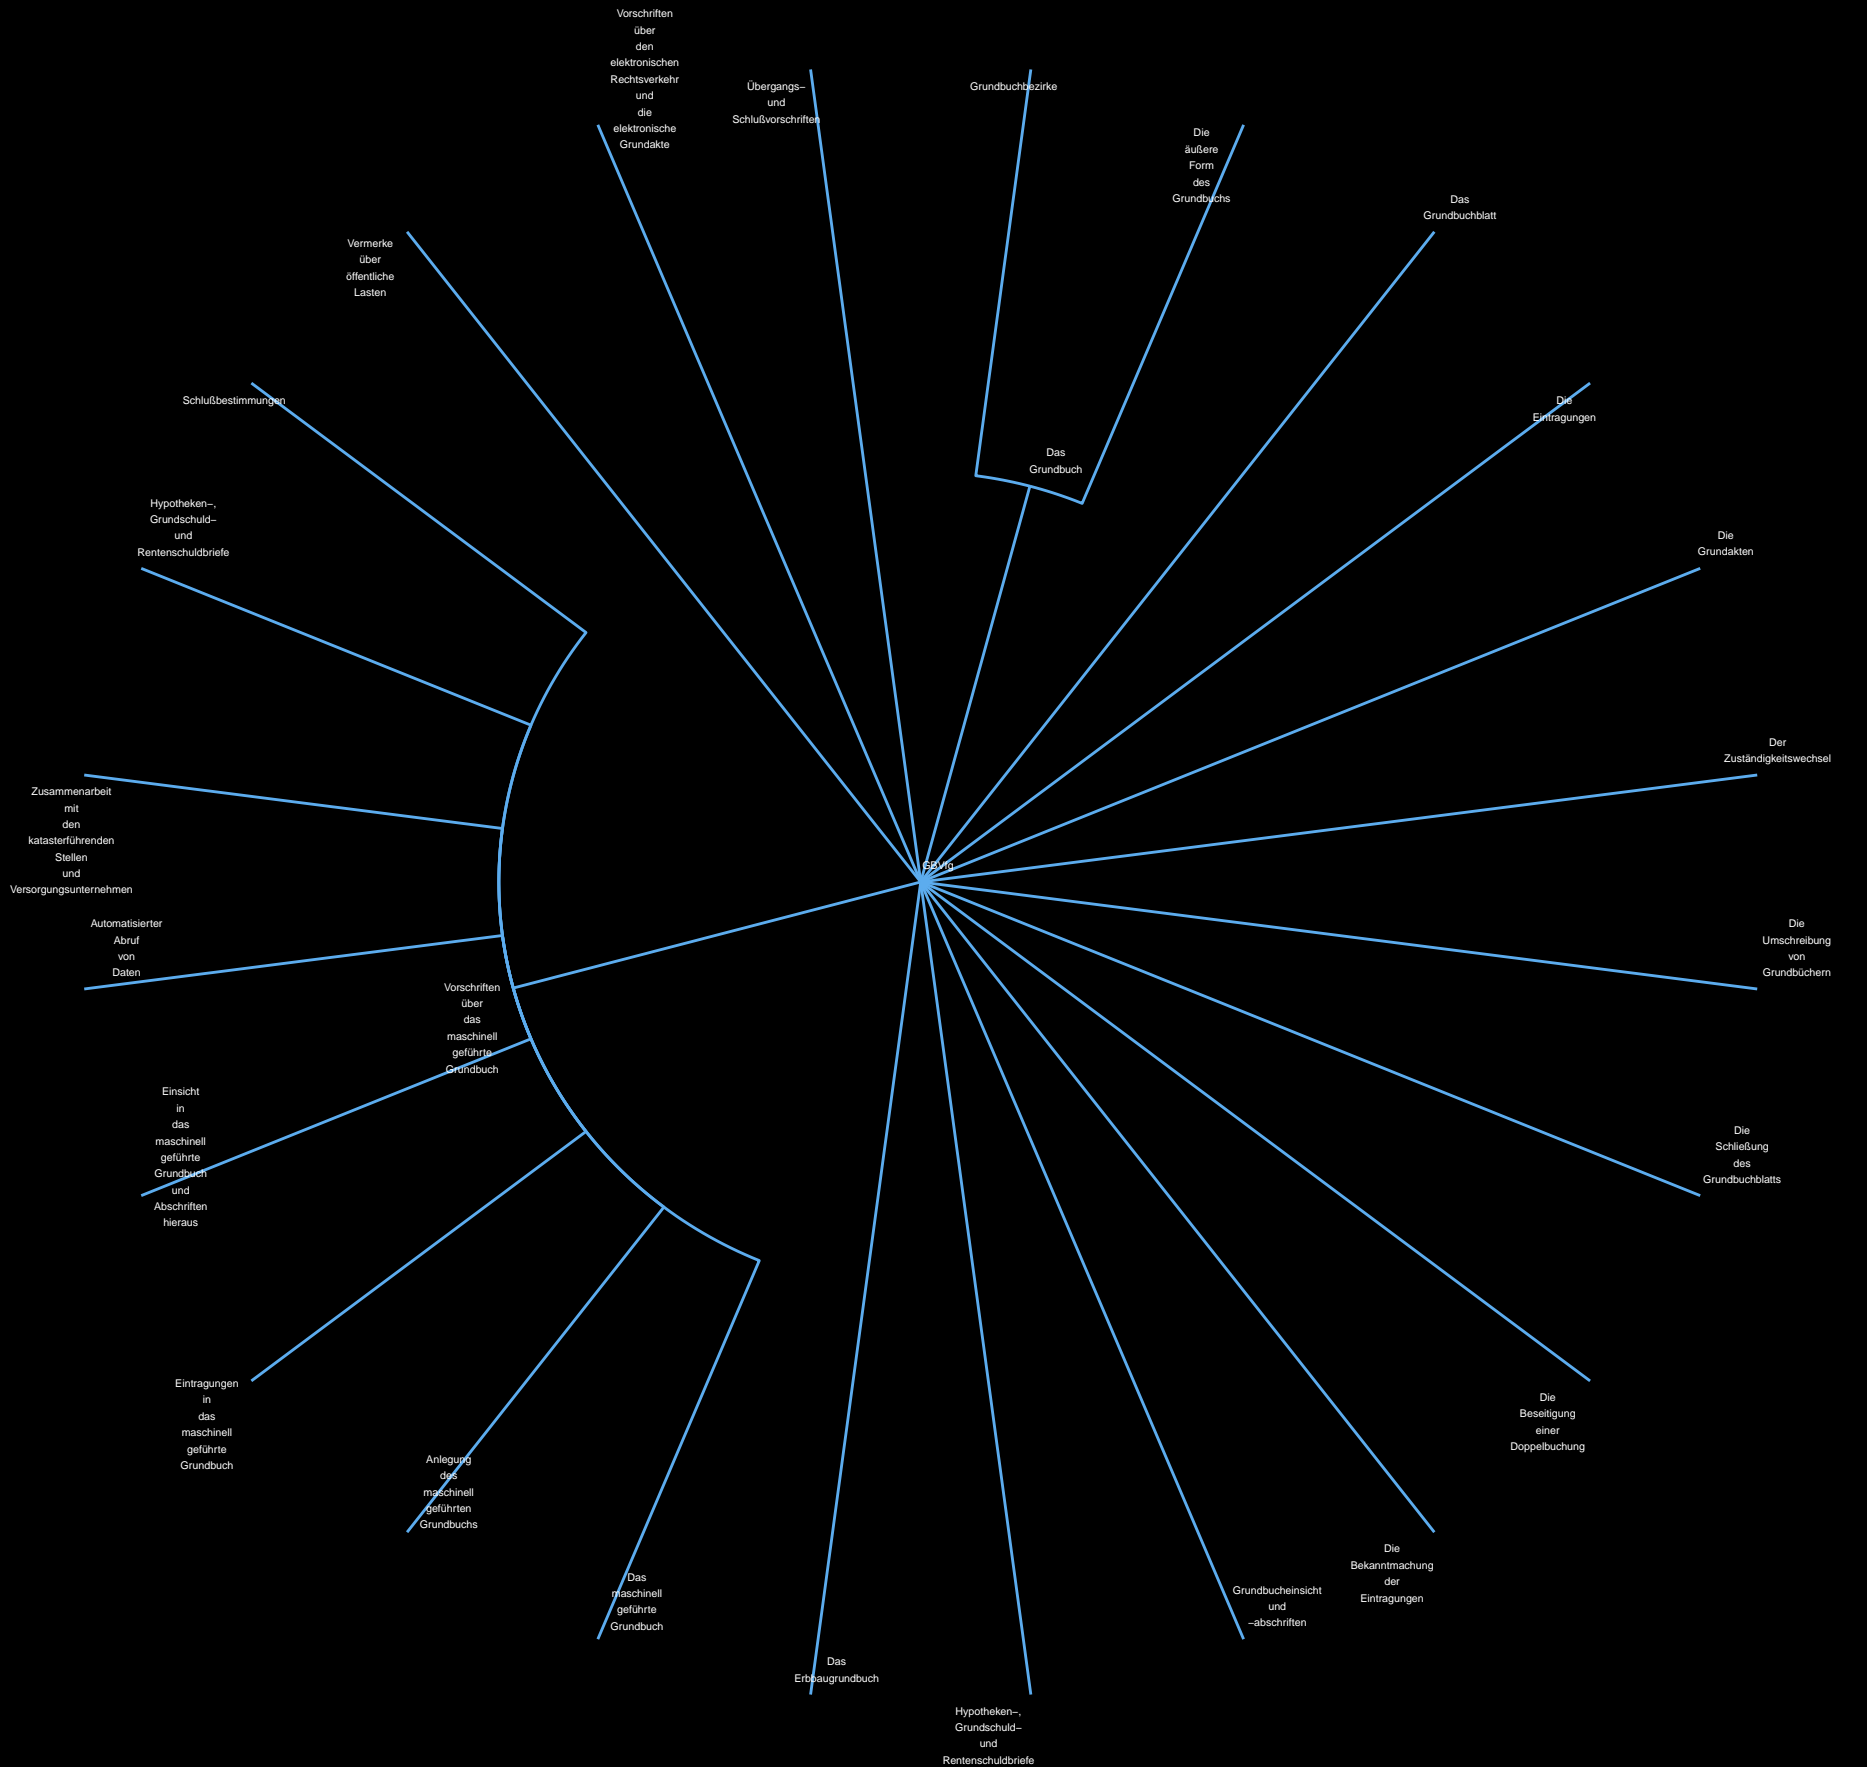 Vorschriften
über
den
elektronischen
Rechtsverkehr
und
die
elektronische
Grundakte
Übergangs–
und
Schlußvorschriften
Grundbuchbezirke
Die
äußere
Form
des
Grundbuchs
Das
Grundbuchblatt
Vermerke
über
öffentliche
Lasten
Schlußbestimmungen
Die
Eintragungen
Das
Grundbuch
Hypotheken–,
Grundschuld–
und
Rentenschuldbriefe
Die
Grundakten
Der
Zuständigkeitswechsel
Zusammenarbeit
mit
den
katasterführenden
Stellen
und
Versorgungsunternehmen
GBVfg
Automatisierter
Abruf
von
Daten
Die
Umschreibung
von
Grundbüchern
Vorschriften
über
das
maschinell
geführte
Grundbuch
Einsicht
in
das
maschinell
geführte
Grundbuch
und
Abschriften
hieraus
Die
Schließung
des
Grundbuchblatts
Eintragungen
in
das
maschinell
geführte
Grundbuch
Die
Beseitigung
einer
Doppelbuchung
Anlegung
des
maschinell
geführten
Grundbuchs
Die
Bekanntmachung
der
Eintragungen
Das
maschinell
geführte
Grundbuch
Grundbucheinsicht
und
–abschriften
Das
Erbbaugrundbuch
Hypotheken–,
Grundschuld–
und
Rentenschuldbriefe